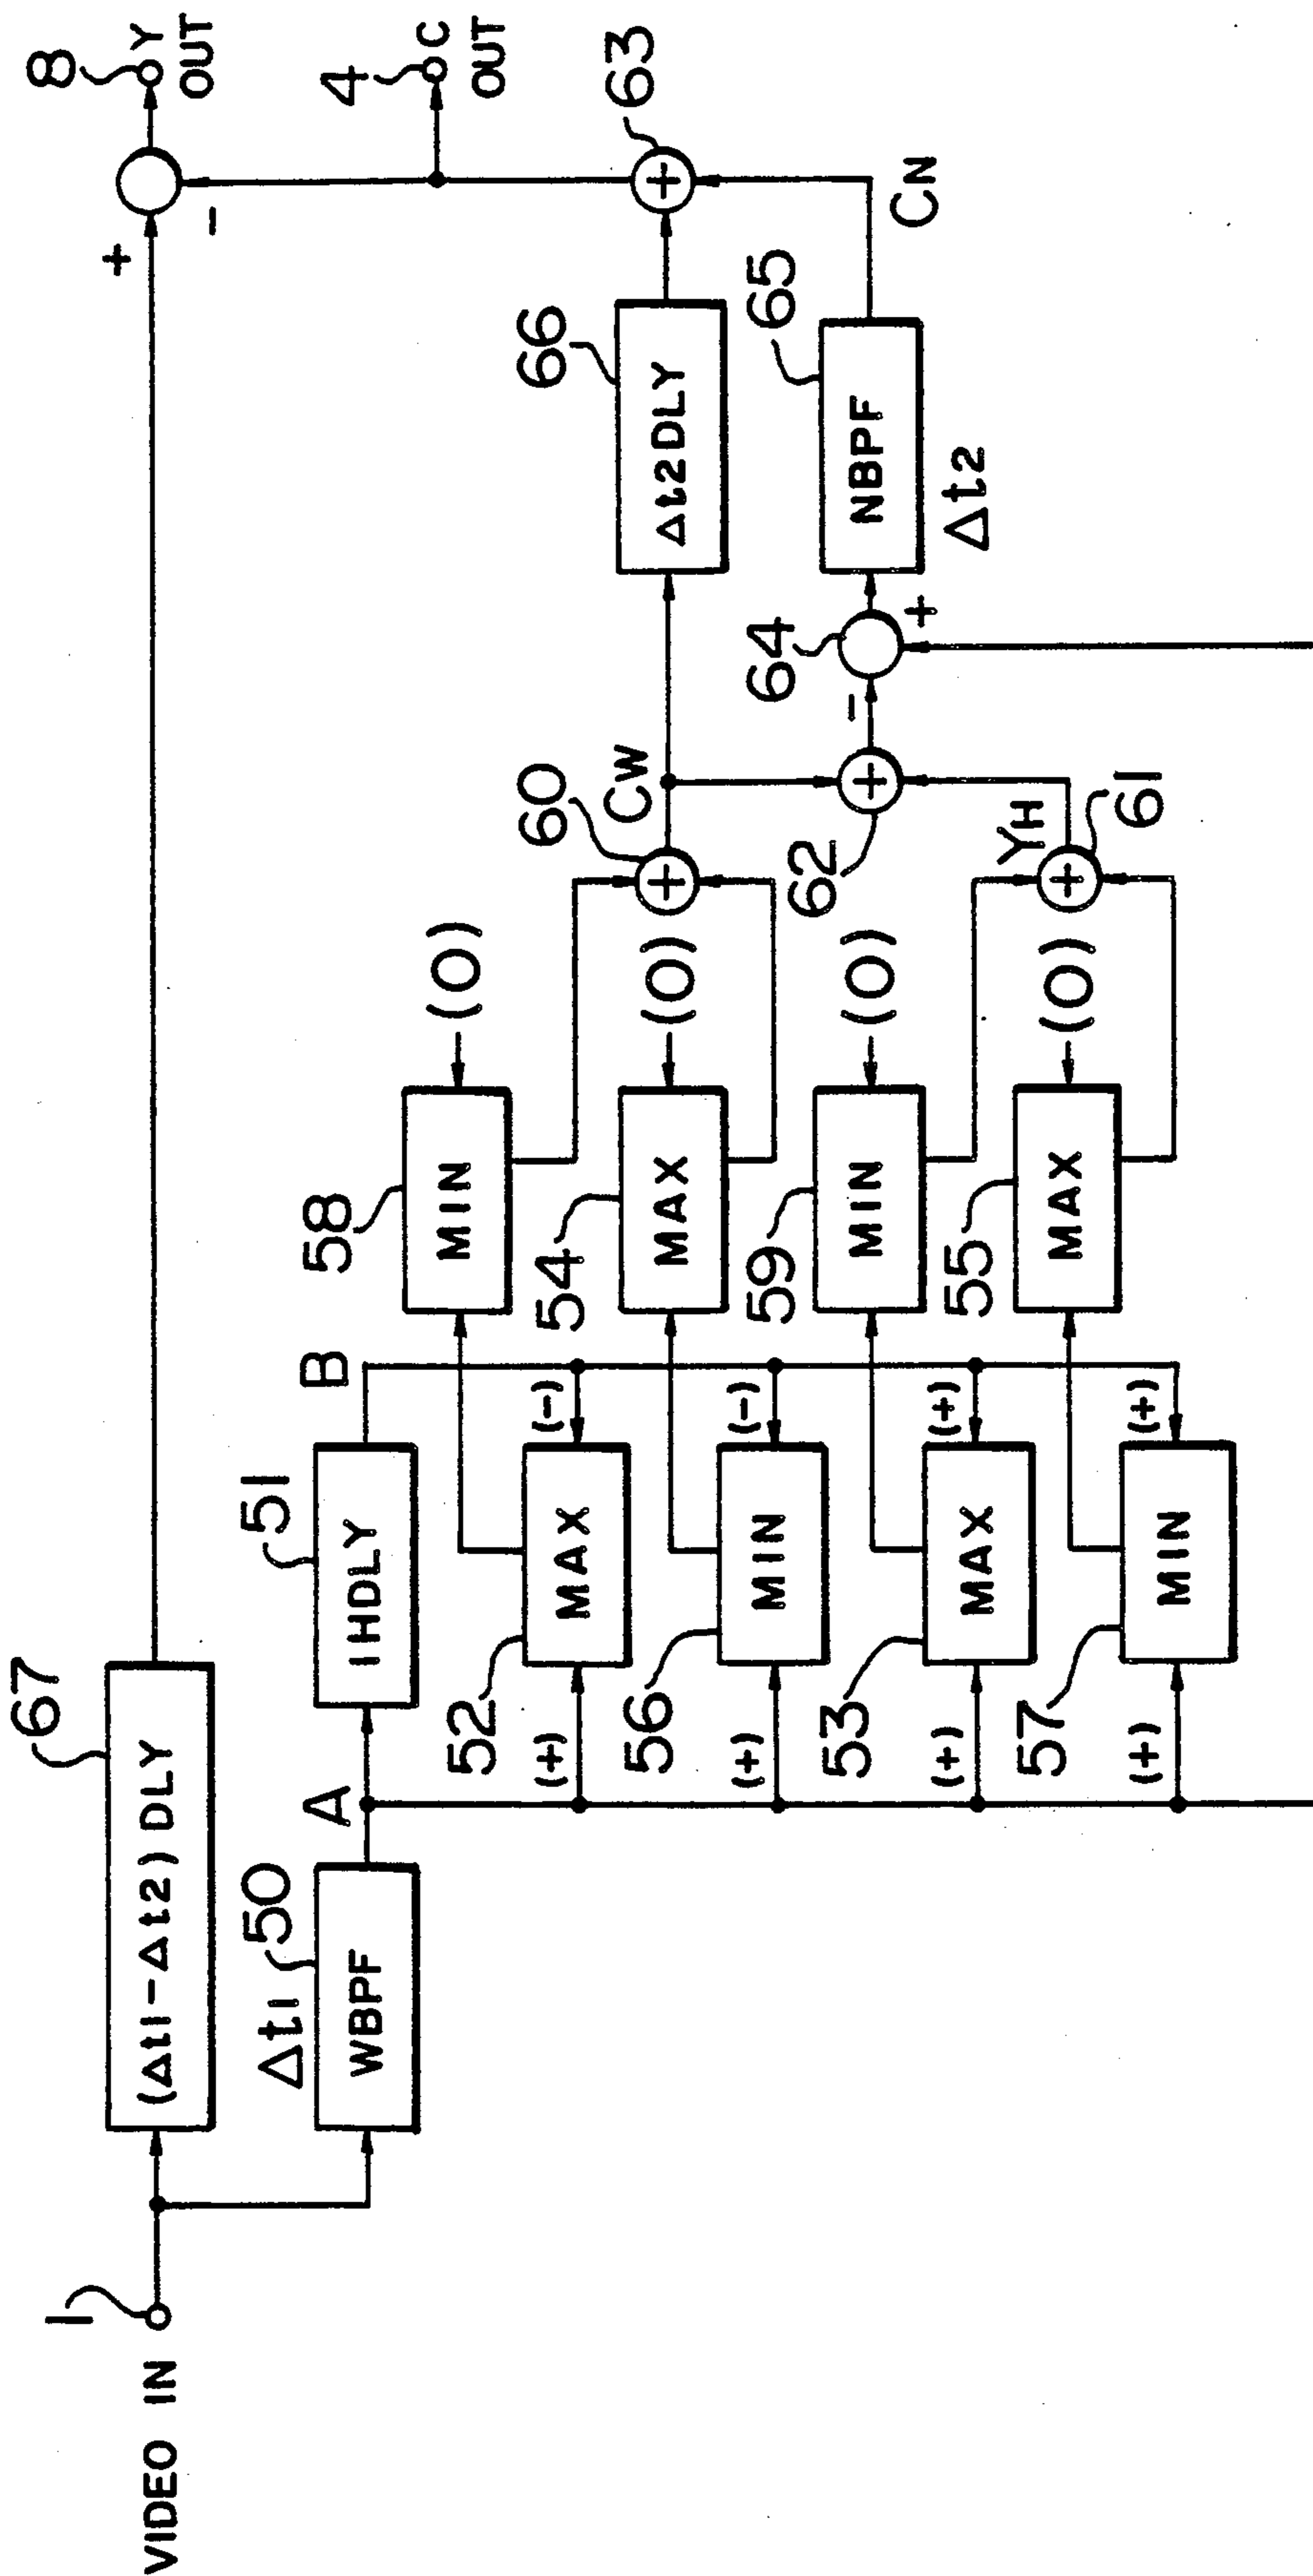 VIDEO IN
1
67
(Δt1-Δt2) DLY
+
-
8
Y
OUT
4
C
OUT
Δt1
50
WBPF
A
51
1HDLY
B
52
(+)
MAX
(-)
58
MIN
(0)
56
(+)
MIN
(-)
54
MAX
(0)
53
(+)
MAX
(+)
59
MIN
(0)
57
(+)
MIN
(+)
55
MAX
(0)
60
+
CW
66
Δt2DLY
63
+
62
+
-
64
+
65
NBPF
Δt2
CN
YH
61
+